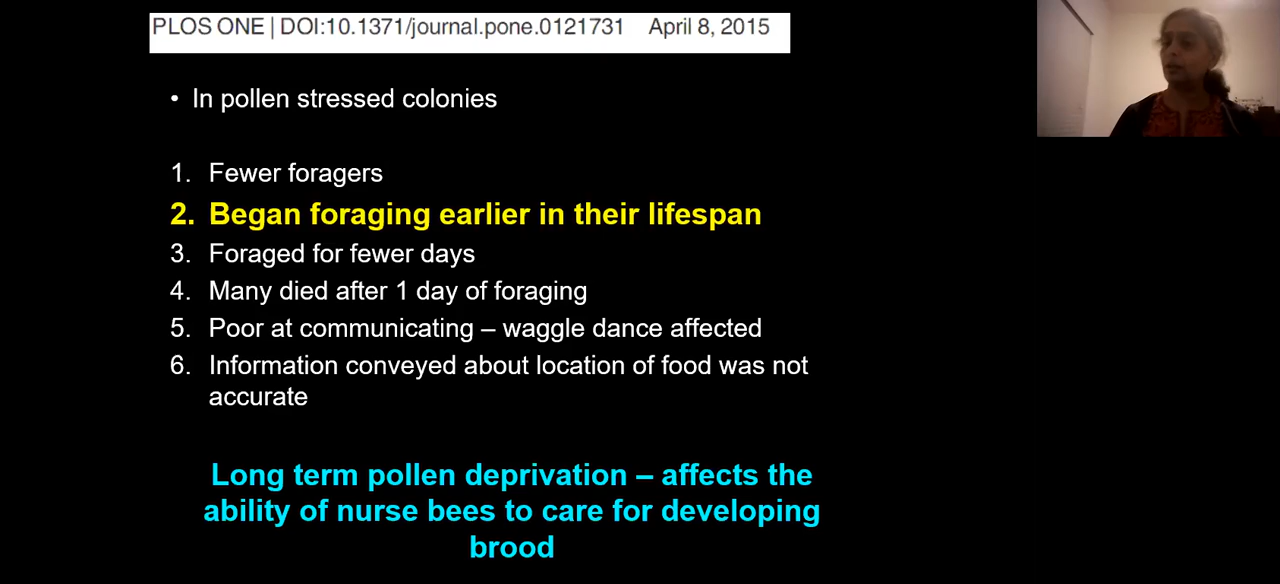 PLOS ONE | DOI:10.1371/journal.pone.0121731 April 8, 2015
• In pollen stressed colonies
1. Fewer foragers
2. Began foraging earlier in their lifespan
3. Foraged for fewer days
4. Many died after 1 day of foraging
5. Poor at communicating – waggle dance affected
6. Information conveyed about location of food was not
accurate
Long term pollen deprivation – affects the
ability of nurse bees to care for developing
brood